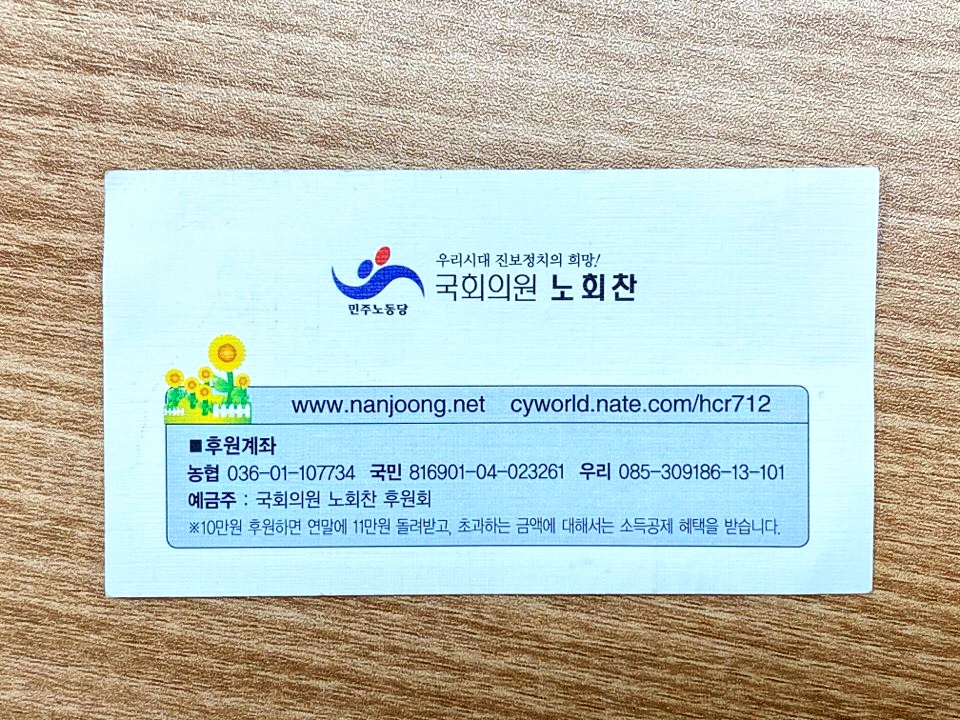 우리시대 진보정치의 희망!
국회의원 노회찬
민주노동당
www.nanjoong.net cyworld.nate.com/hcr712
■후원계좌
농협 036-01-107734 국민 816901-04-023261 우리 085-309186-13-101
예금주 : 국회의원 노회찬 후원회
※10만원 후원하면 연말에 11만원 돌려받고, 초과하는 금액에 대해서는 소득공제 혜택을 받습니다.